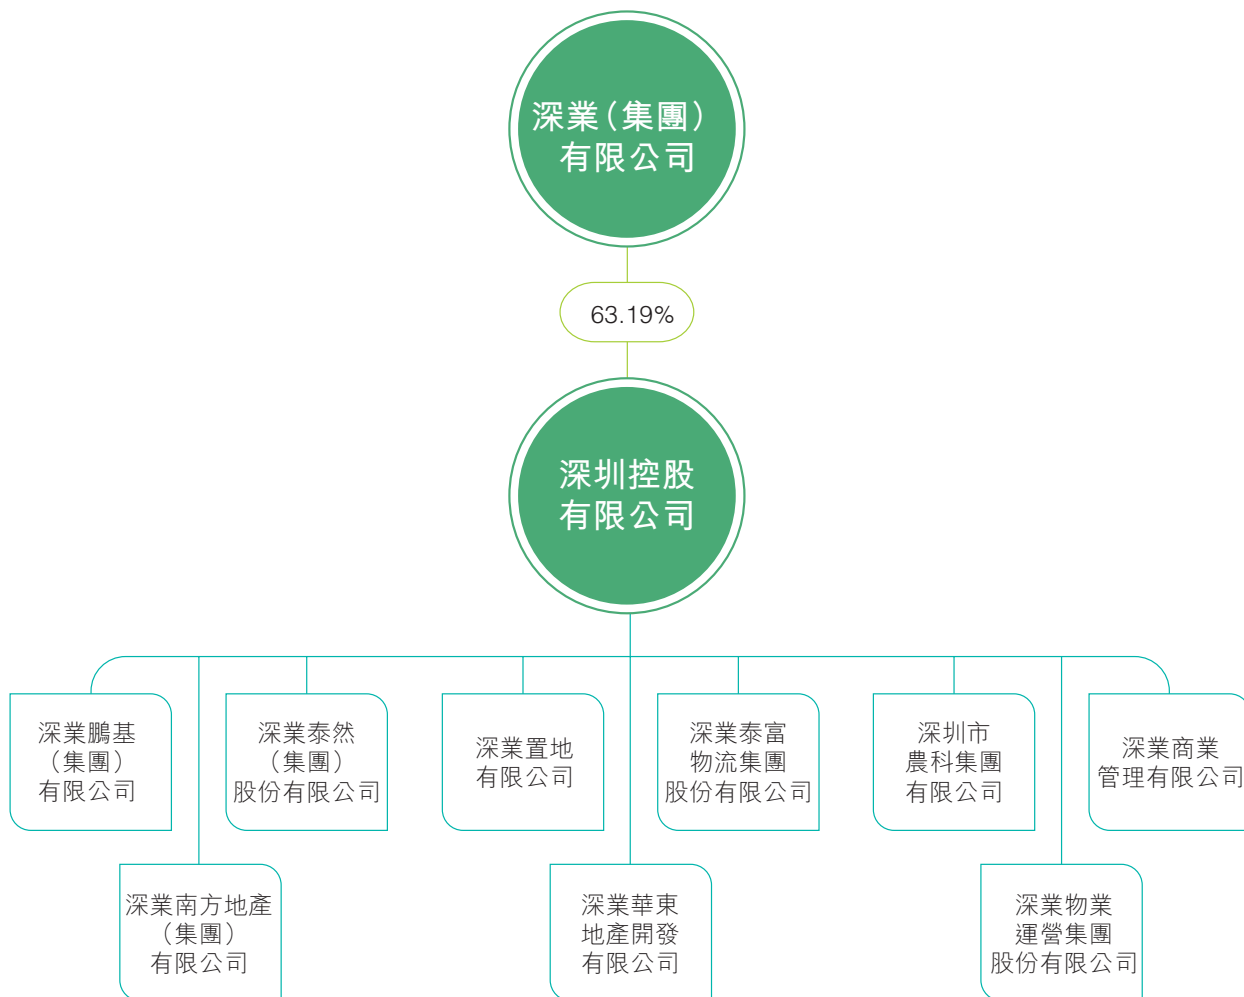 深業（集團）
有限公司
63.19%
深圳控股
有限公司
深業鵬基
（集團）
有限公司
深業泰然
（集團）
股份有限公司
深業置地
有限公司
深業泰富
物流集團
股份有限公司
深圳市
農科集團
有限公司
深業商業
管理有限公司
深業南方地產
（集團）
有限公司
深業華東
地產開發
有限公司
深業物業
運營集團
股份有限公司